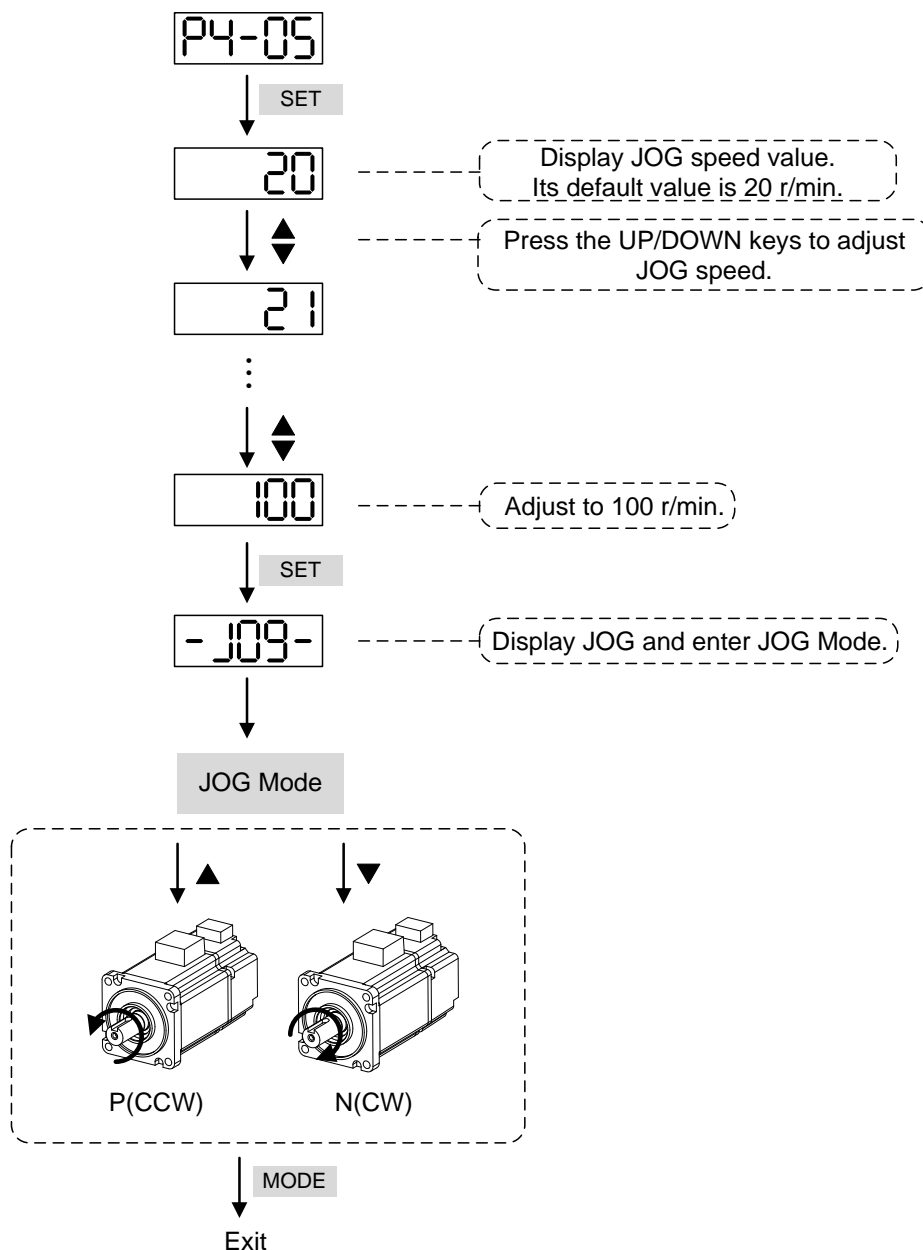 P4-05
SET
20
Display JOG speed value.
Its default value is 20 r/min.
Press the UP/DOWN keys to adjust
JOG speed.
21
100
Adjust to 100 r/min.
SET
-JOG-
Display JOG and enter JOG Mode.
JOG Mode
P(CCW)
N(CW)
MODE
Exit